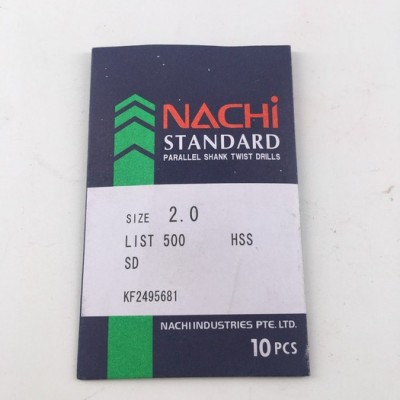 NACHi
STANDARD
PARALLEL SHANK TWIST DRILLS
SIZE 2.0
LIST 500 HSS
SD
KF2495681
NACHI INDUSTRIES PTE. LTD.
10 PCS